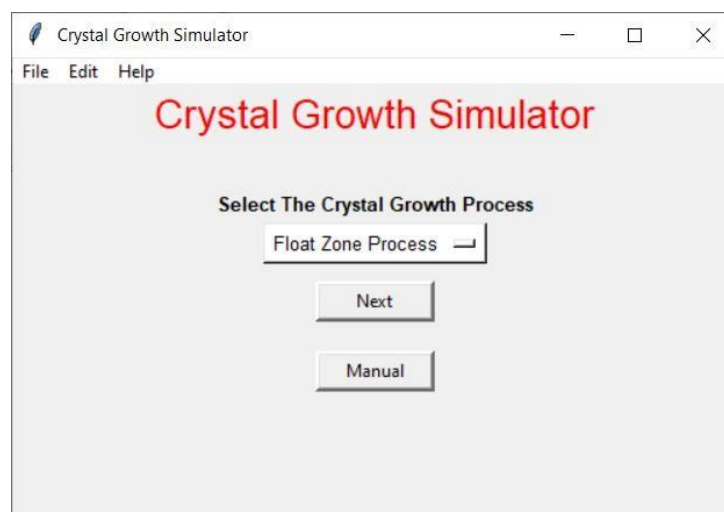 Crystal Growth Simulator
File Edit Help
Crystal Growth Simulator
Select The Crystal Growth Process
Float Zone Process
Next
Manual